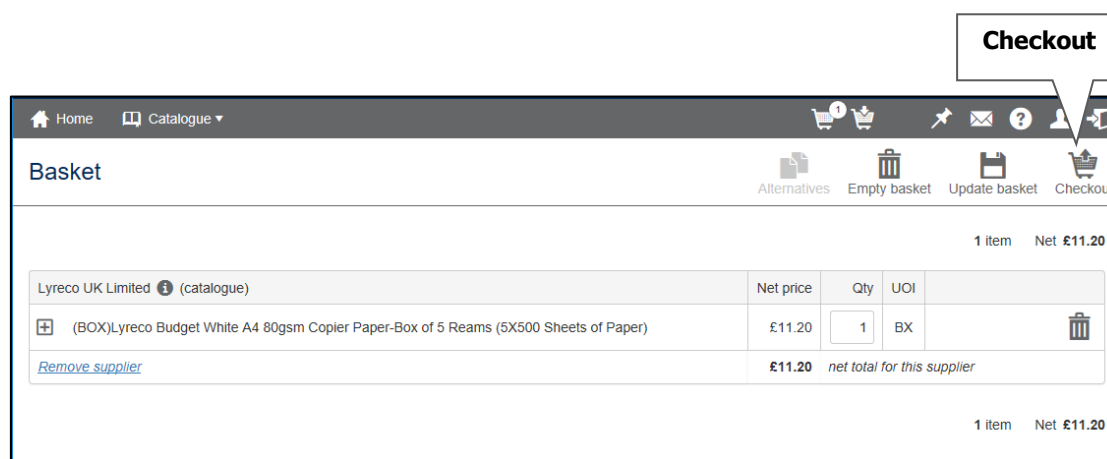 Checkout
Home Catalogue ▾ 1 ?
Basket
Alternatives Empty basket Update basket Checkou
1 item Net £11.20
Lyreco UK Limited i (catalogue) Net price Qty UOI
(BOX)Lyreco Budget White A4 80gsm Copier Paper-Box of 5 Reams (5X500 Sheets of Paper) £11.20 1 BX
Remove supplier £11.20 net total for this supplier
1 item Net £11.20